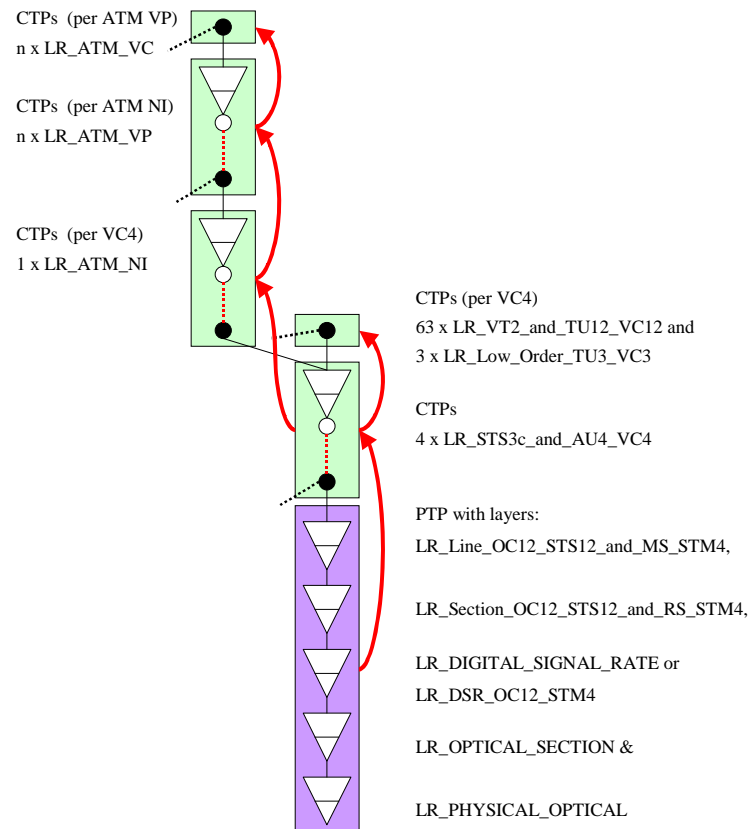 CTPs (per ATM VP)
n x LR_ATM_VC
CTPs (per ATM NI)
n x LR_ATM_VP
CTPs (per VC4)
1 x LR_ATM_NI
CTPs (per VC4)
63 x LR_VT2_and_TU12_VC12 and
3 x LR_Low_Order_TU3_VC3
CTPs
4 x LR_STS3c_and_AU4_VC4
PTP with layers:
LR_Line_OC12_STS12_and_MS_STM4,
LR_Section_OC12_STS12_and_RS_STM4,
LR_DIGITAL_SIGNAL_RATE or
LR_DSR_OC12_STM4
LR_OPTICAL_SECTION &
LR_PHYSICAL_OPTICAL